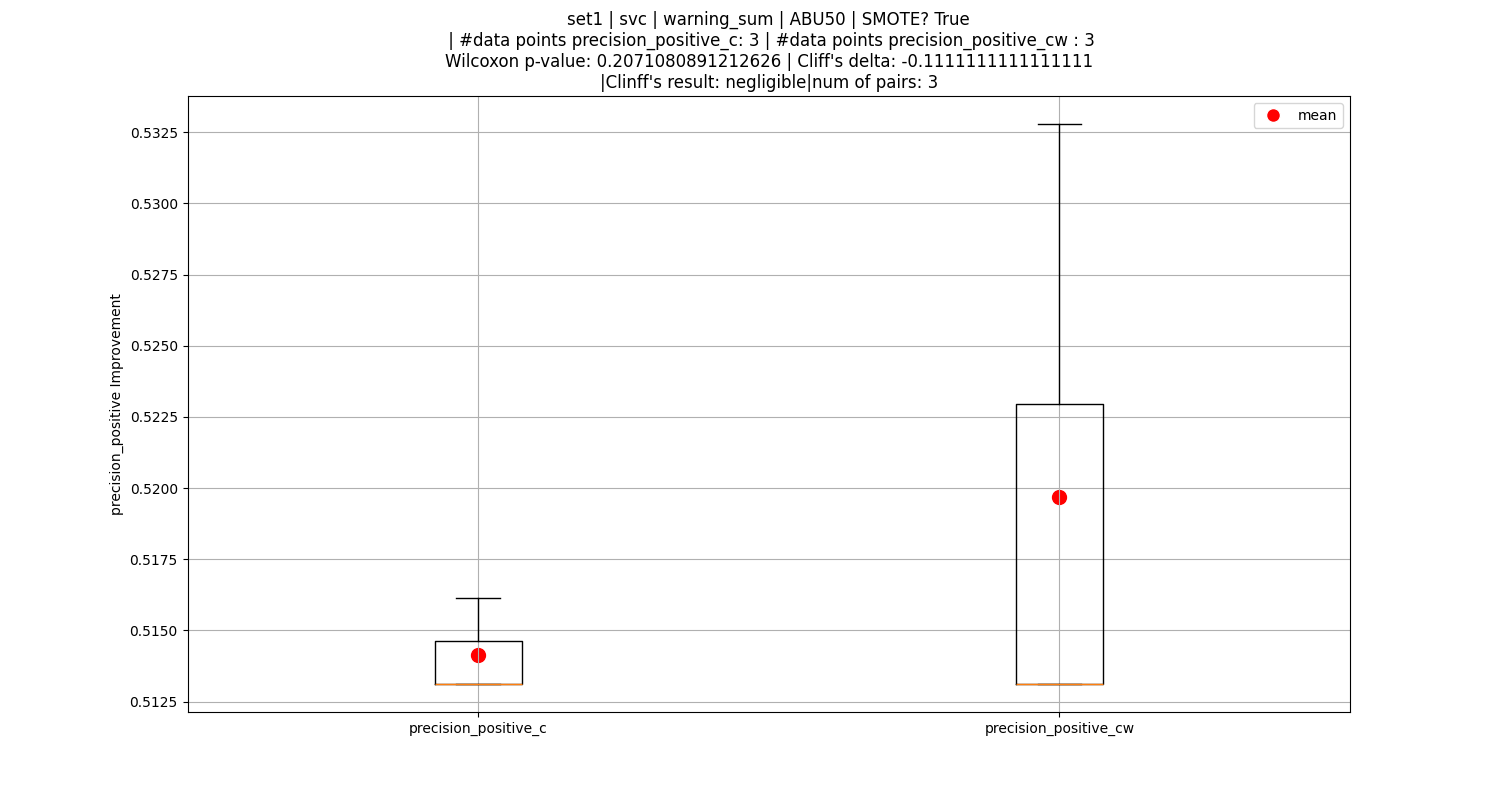 set1 | svc | warning_sum | ABU50 | SMOTE? True
| #data points precision_positive_c: 3 | #data points precision_positive_cw : 3
Wilcoxon p-value: 0.2071080891212626 | Cliff's delta: -0.1111111111111111
|Clinff's result: negligible|num of pairs: 3
mean
0.5325
0.5300
0.5275
0.5250
0.5225
0.5200
0.5175
0.5150
0.5125
precision_positive Improvement
precision_positive_c
precision_positive_cw